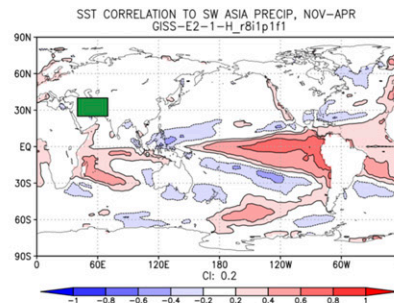 SST CORRELATION TO SW ASIA PRECIP, NOV-APR
GISS-E2-1-H_r8i1p1f1
90N
60N
30N
EQ
30S
60S
90S
0 60E 120E 180 120W 60W
CI: 0.2
-1 -0.8 -0.6 -0.4 -0.2 0.2 0.4 0.6 0.8 1